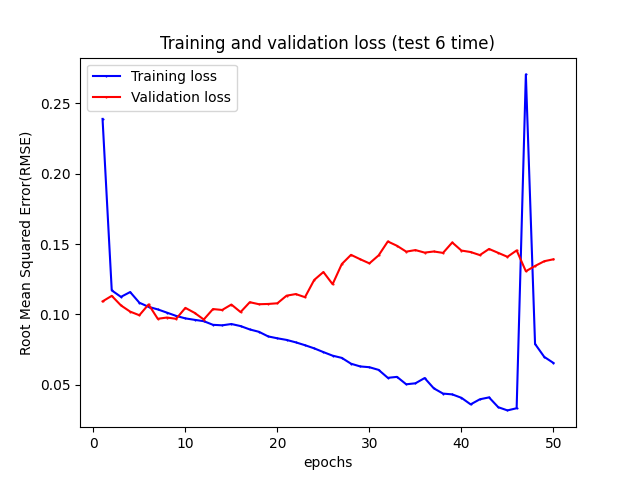 Training and validation loss (test 6 time)
Training loss
Validation loss
0.25
0.20
0.15
0.10
0.05
Root Mean Squared Error(RMSE)
0 10 20 30 40 50
epochs